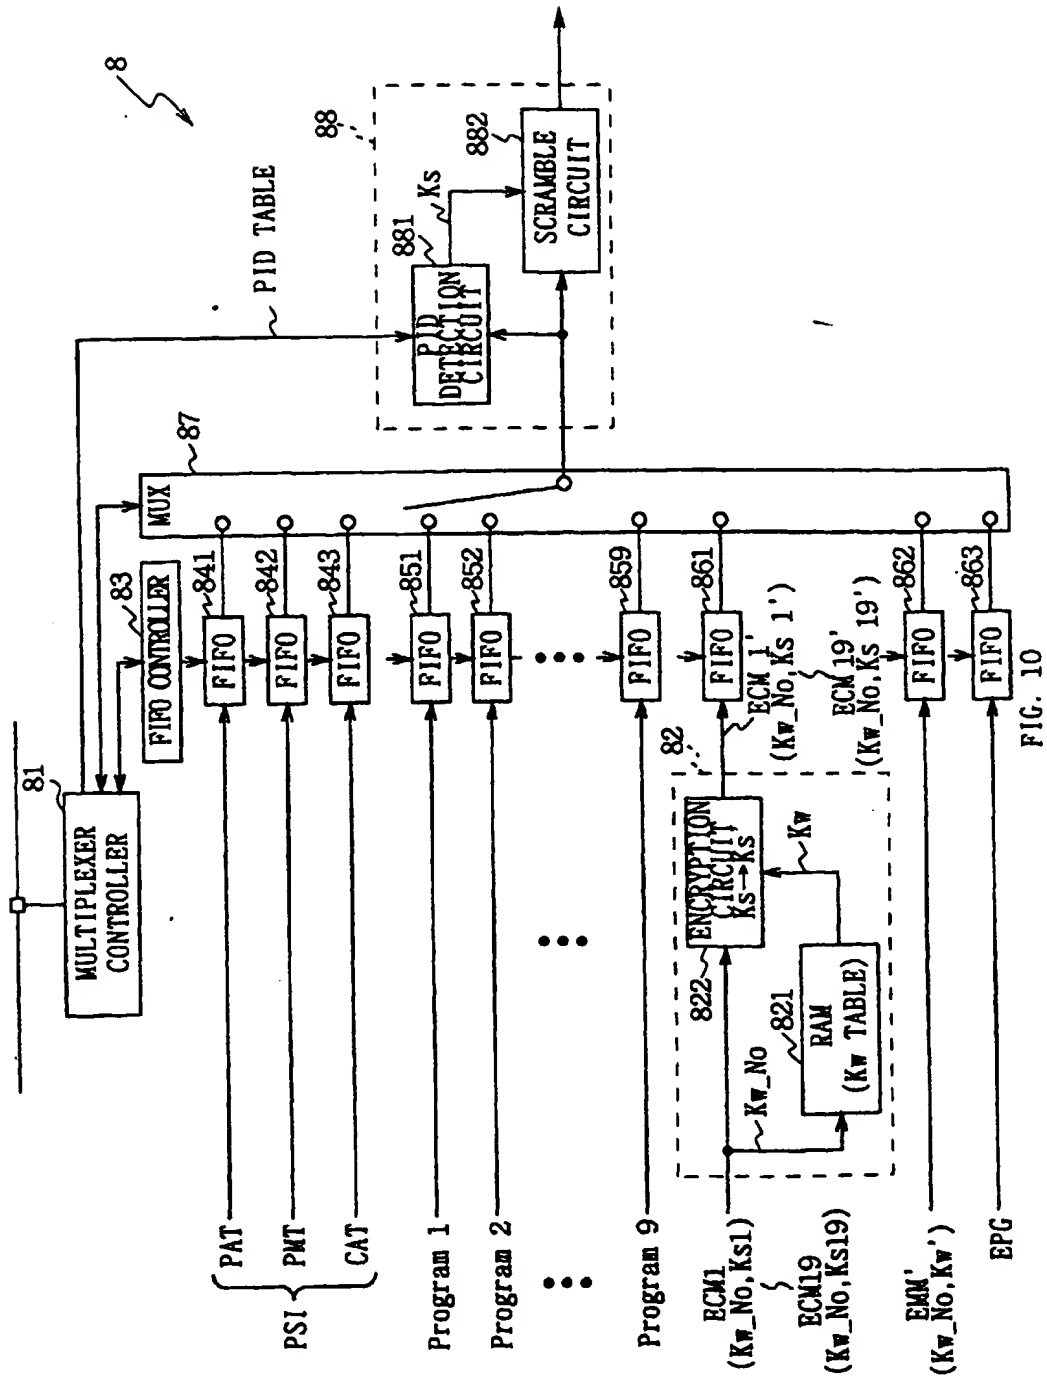 8
81
MULTIPLEXER
CONTROLLER
PID TABLE
83
FIFO CONTROLLER
MUX
87
88
PID
DETECTION
CIRCUIT
881
Ks
882
SCRAMBLE
CIRCUIT
PSI
PAT
FIFO
841
PMT
FIFO
842
CAT
FIFO
843
Program 1
FIFO
851
Program 2
FIFO
852
Program 9
FIFO
859
ECM1
(Kw_No,Ks1)
ECM19
(Kw_No,Ks19)
82
822
ENCRYPTION
CIRCUIT
Ks→Ks'
Kw_No
821
RAM
(Kw TABLE)
Kw
FIFO
861
ECM 1'
(Kw_No,Ks 1')
ECM 19'
(Kw_No,Ks 19')
EMM'
(Kw_No,Kw')
FIFO
862
EPG
FIFO
863
FIG. 10